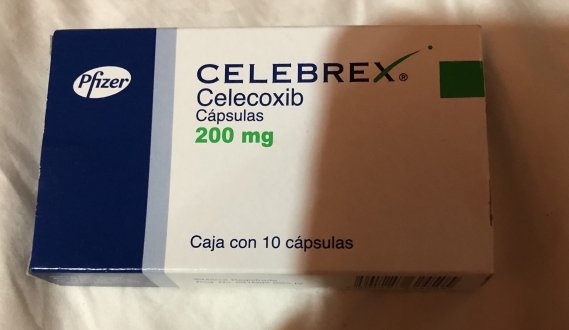 Pfizer
CELEBREX®
Celecoxib
Cápsulas
200 mg
Caja con 10 cápsulas